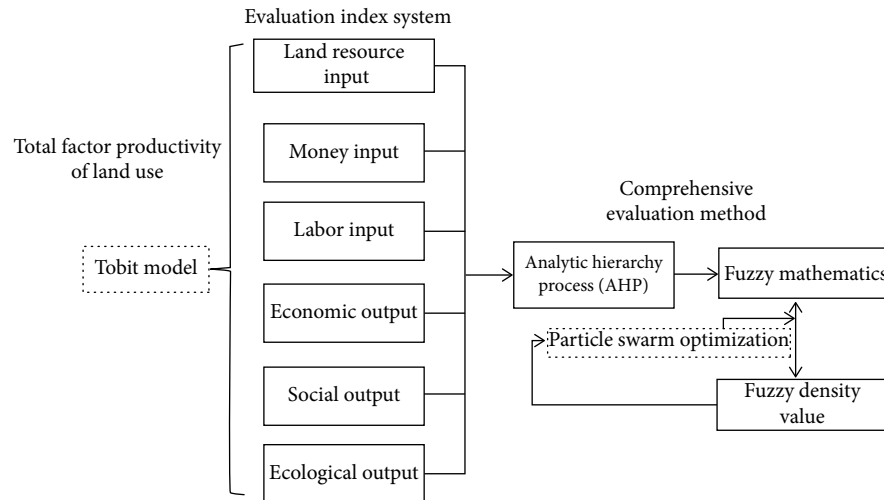 Evaluation index system
Land resource
input
Money input
Total factor productivity
of land use
Labor input
Tobit model
Economic output
Social output
Ecological output
Comprehensive
evaluation method
Analytic hierarchy
process (AHP)
Fuzzy mathematics
Particle swarm optimization
Fuzzy density
value